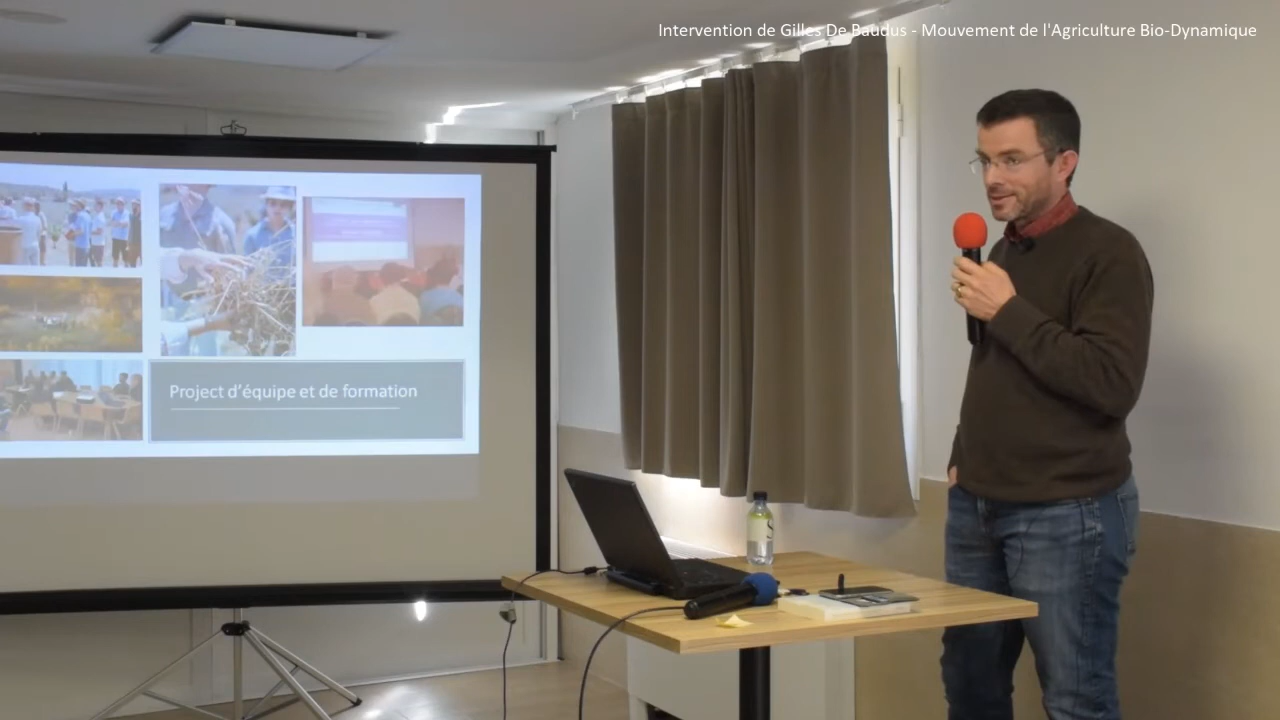 Intervention de Gilles De Baudus - Mouvement de l'Agriculture Bio-Dynamique
Project d'équipe et de formation